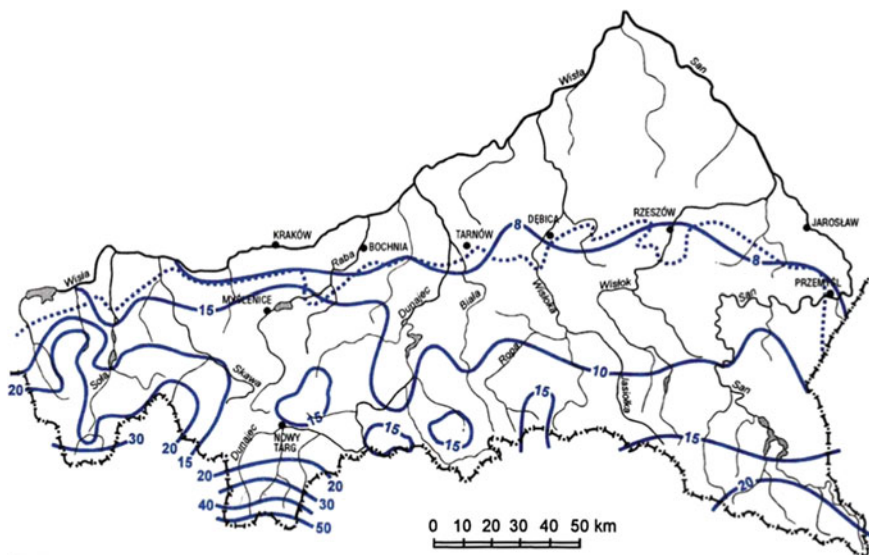 Wisła
San
8
DĘBICA
RZESZÓW
JAROSŁAW
KRAKÓW
BOCHNIA
TARNÓW
Raba
8
Wisła
15
MYŚLENICE
Dunajec
Biała
Wisłoka
Wisłok
San
PRZEMYŚL
20
Soła
Skawa
Ropa
10
Jasiołka
San
15
15
15
15
15
30
20
15
NOWY
TARG
Dunajec
20
20
30
40
50
20
0 10 20 30 40 50 km